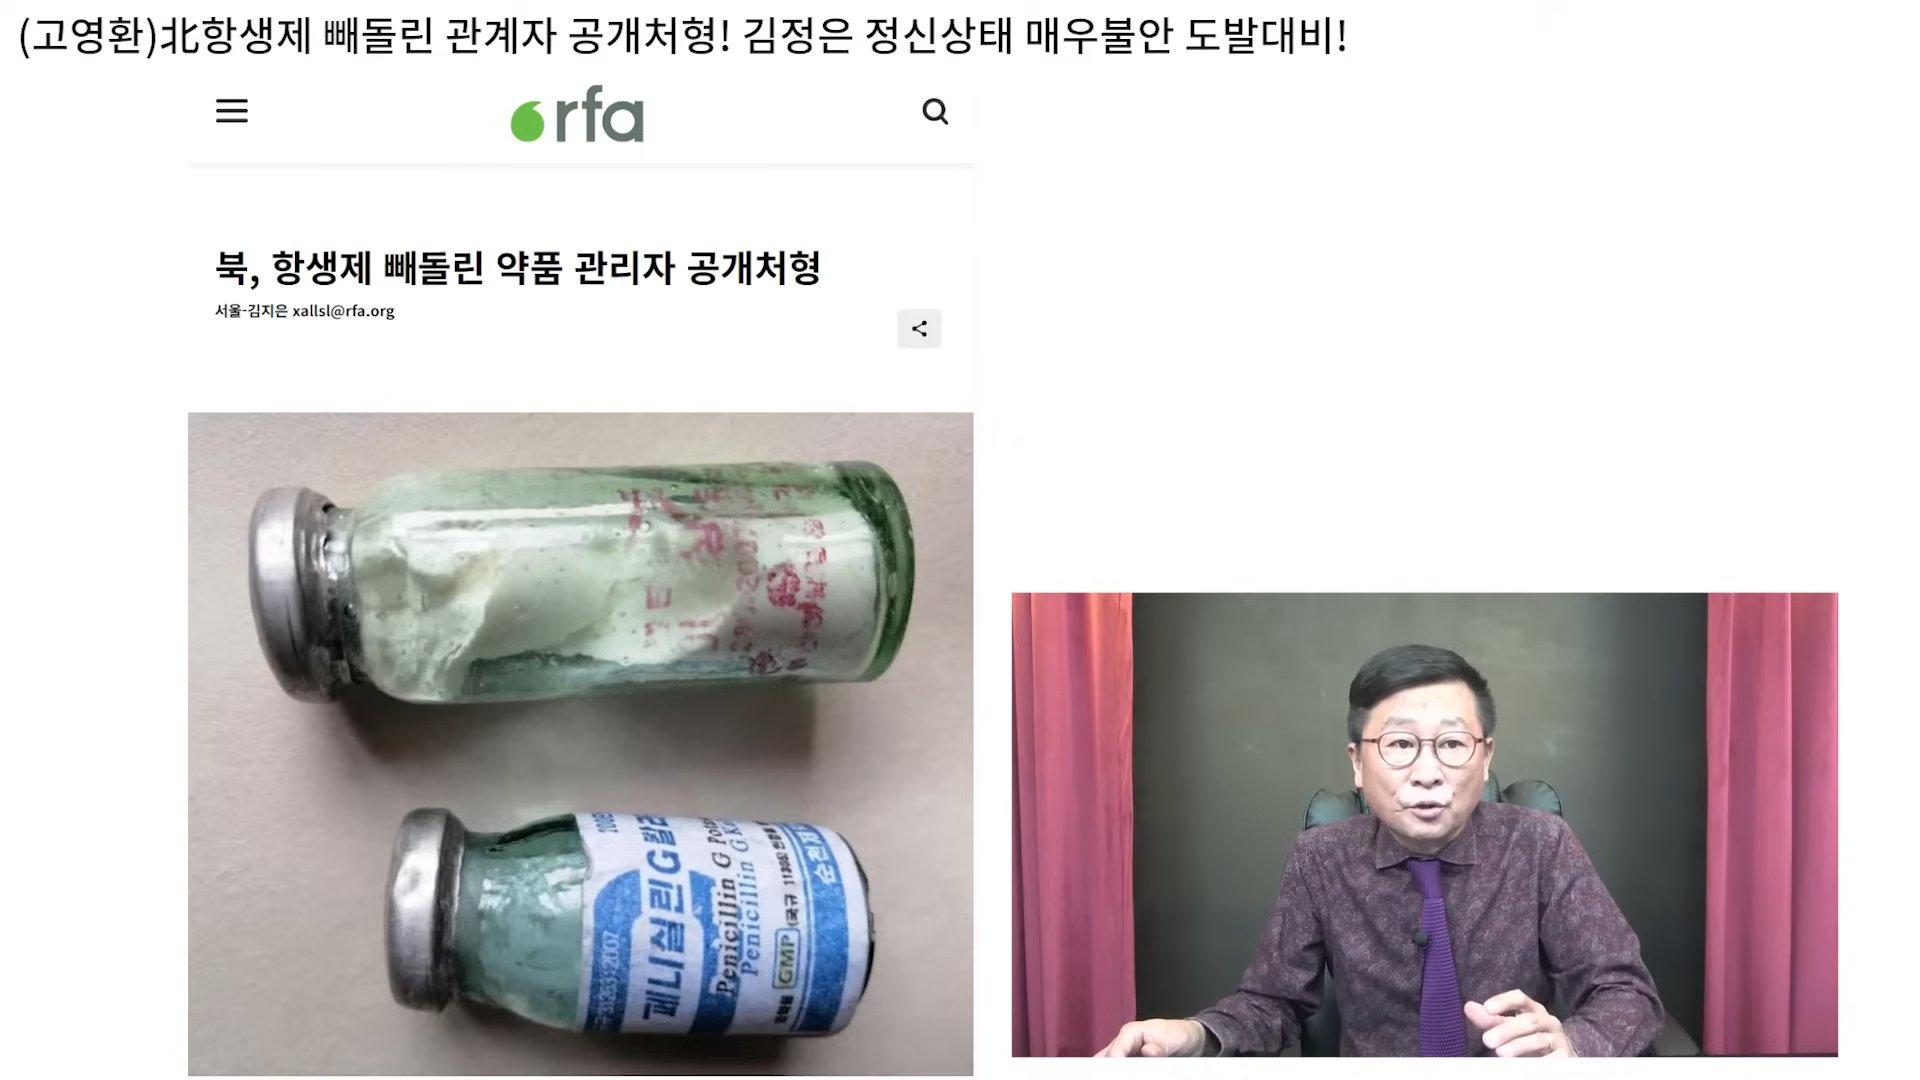 (고영환)北항생제 빼돌린 관계자 공개처형! 김정은 정신상태 매우불안 도발대비!
rfa
북, 항생제 빼돌린 약품 관리자 공개처형
서울-김지은 xallsl@rfa.org
페니실린G칼리
Penicillin G
Penicillin G
GMP